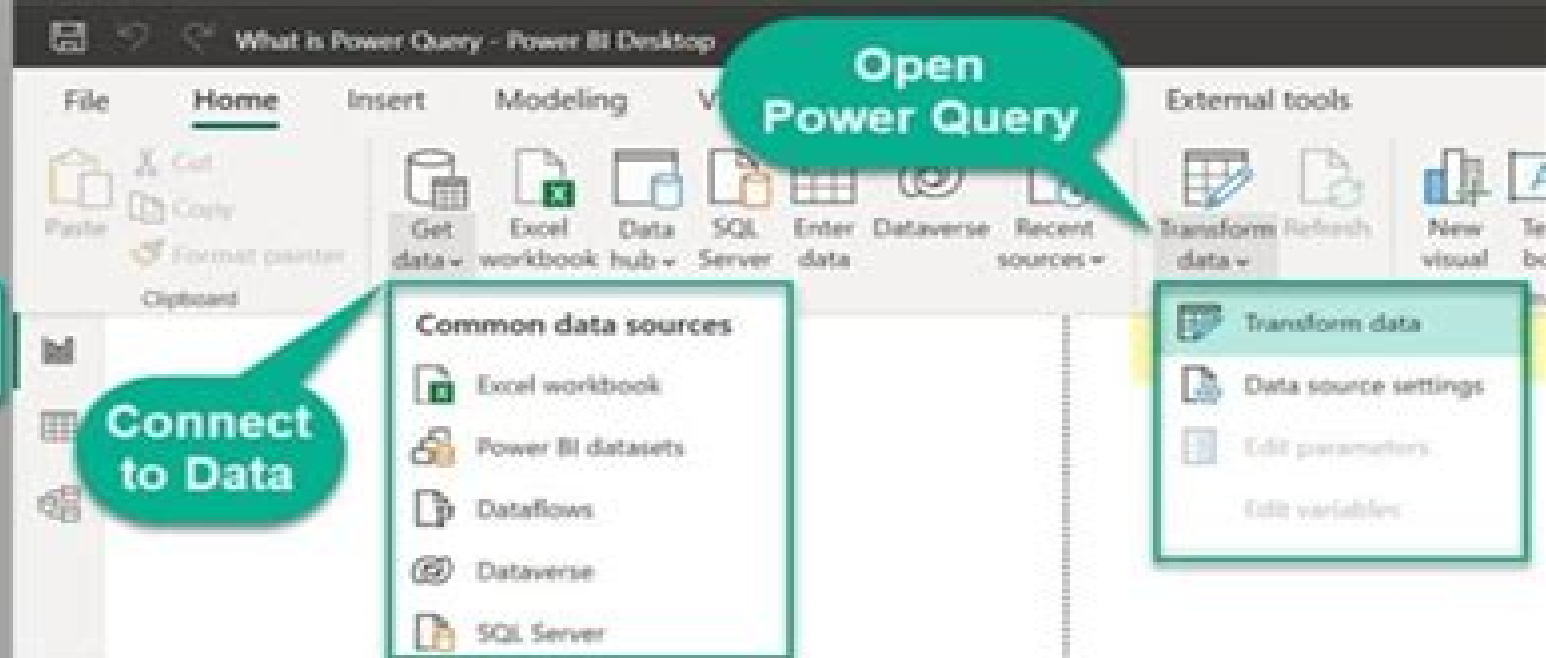 What is Power Query - Power BI Desktop
Open
Power Query
File Home Insert Modeling V External tools
Paste
Cut
Copy
Format painter
Clipboard
Get
data
Excel
workbook
Data
hub
SQL
Server
Enter
data
Dataverse
Recent
sources
Transform
data
Refresh
New
visual
Connect
to Data
Common data sources
Excel workbook
Power BI datasets
Dataflows
Dataverse
SQL Server
Transform data
Data source settings
Edit parameters
Edit variables